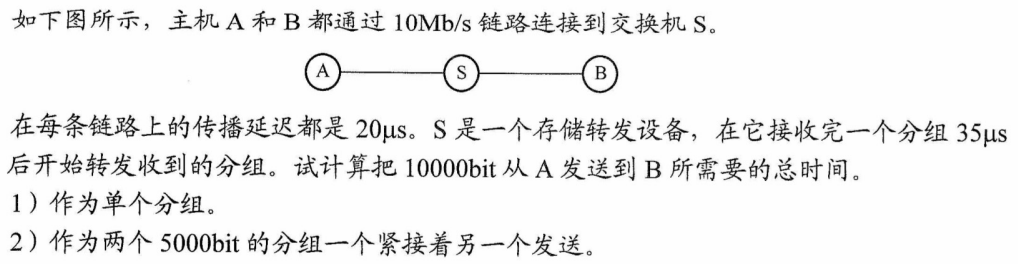 如下图所示，主机 A 和 B 都通过 10Mb/s 链路连接到交换机 S。
A S B
在每条链路上的传播延迟都是 20μs。S 是一个存储转发设备，在它接收完一个分组 35μs
后开始转发收到的分组。试计算把 10000bit 从 A 发送到 B 所需要的总时间。
1）作为单个分组。
2）作为两个 5000bit 的分组一个紧接着另一个发送。